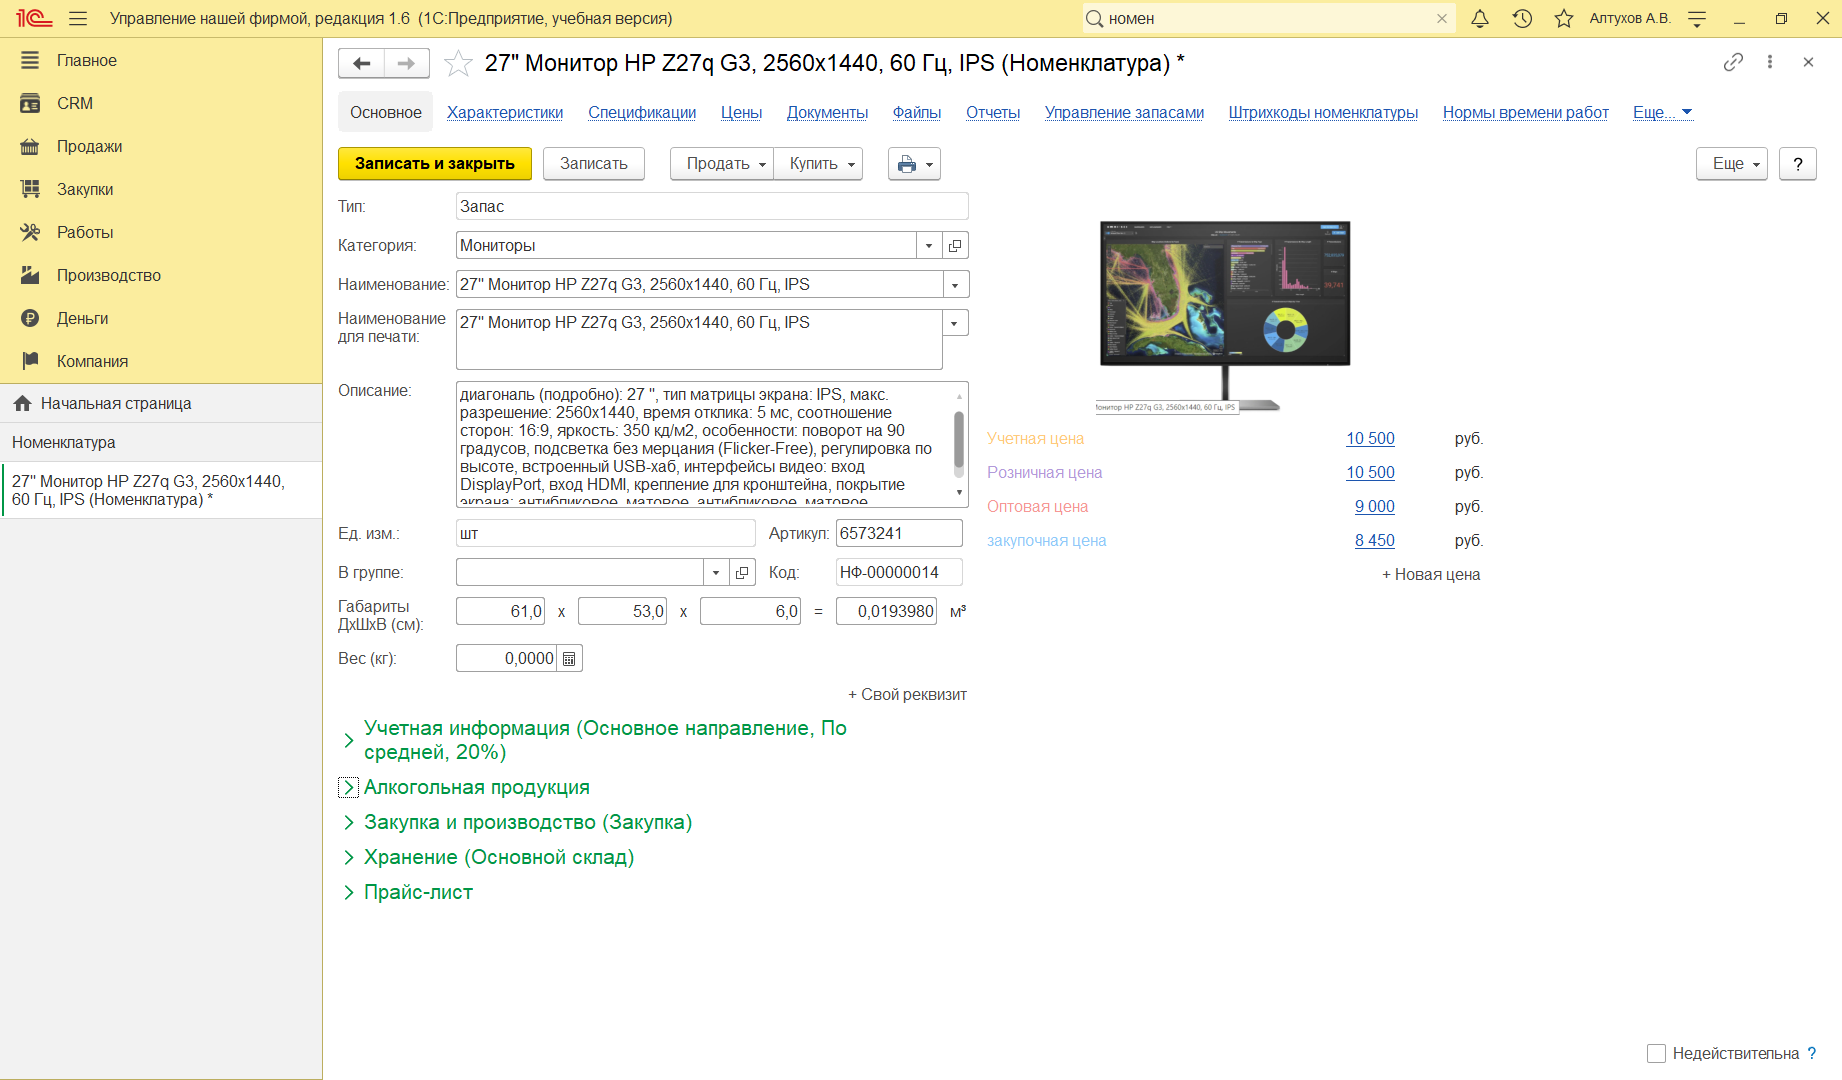 1С Управление нашей фирмой, редакция 1.6 (1С:Предприятие, учебная версия)
номен
Алтухов А.В.
Главное
CRM
Продажи
Закупки
Работы
Производство
Деньги
Компания
Начальная страница
Номенклатура
27" Монитор HP Z27q G3, 2560x1440,
60 Гц, IPS (Номенклатура) *
27" Монитор HP Z27q G3, 2560x1440, 60 Гц, IPS (Номенклатура) *
Основное Характеристики Спецификации Цены Документы Файлы Отчеты Управление запасами Штрихкоды номенклатуры Нормы времени работ Еще...
Записать и закрыть Записать Продать Купить Еще ?
Тип: Запас
Категория: Мониторы
Наименование: 27" Монитор HP Z27q G3, 2560x1440, 60 Гц, IPS
Наименование
для печати:
27" Монитор HP Z27q G3, 2560x1440, 60 Гц, IPS
Описание:
диагональ (подробно): 27 ", тип матрицы экрана: IPS, макс.
разрешение: 2560x1440, время отклика: 5 мс, соотношение
сторон: 16:9, яркость: 350 кд/м2, особенности: поворот на 90
градусов, подсветка без мерцания (Flicker-Free), регулировка по
высоте, встроенный USB-хаб, интерфейсы видео: вход
DisplayPort, вход HDMI, крепление для кронштейна, покрытие
экрана: антибликовое, матовое, антибликовое, матовое
Ед. изм.: шт Артикул: 6573241
В группе: Код: НФ-00000014
Габариты
ДхШхВ (см):
61,0 x 53,0 x 6,0 = 0,0193980 м³
Вес (кг): 0,0000
+ Свой реквизит
Учетная информация (Основное направление, По
средней, 20%)
Алкогольная продукция
Закупка и производство (Закупка)
Хранение (Основной склад)
Прайс-лист
Монитор HP Z27q G3, 2560x1440, 60 Гц, IPS
Учетная цена 10 500 руб.
Розничная цена 10 500 руб.
Оптовая цена 9 000 руб.
закупочная цена 8 450 руб.
+ Новая цена
Недействительна ?